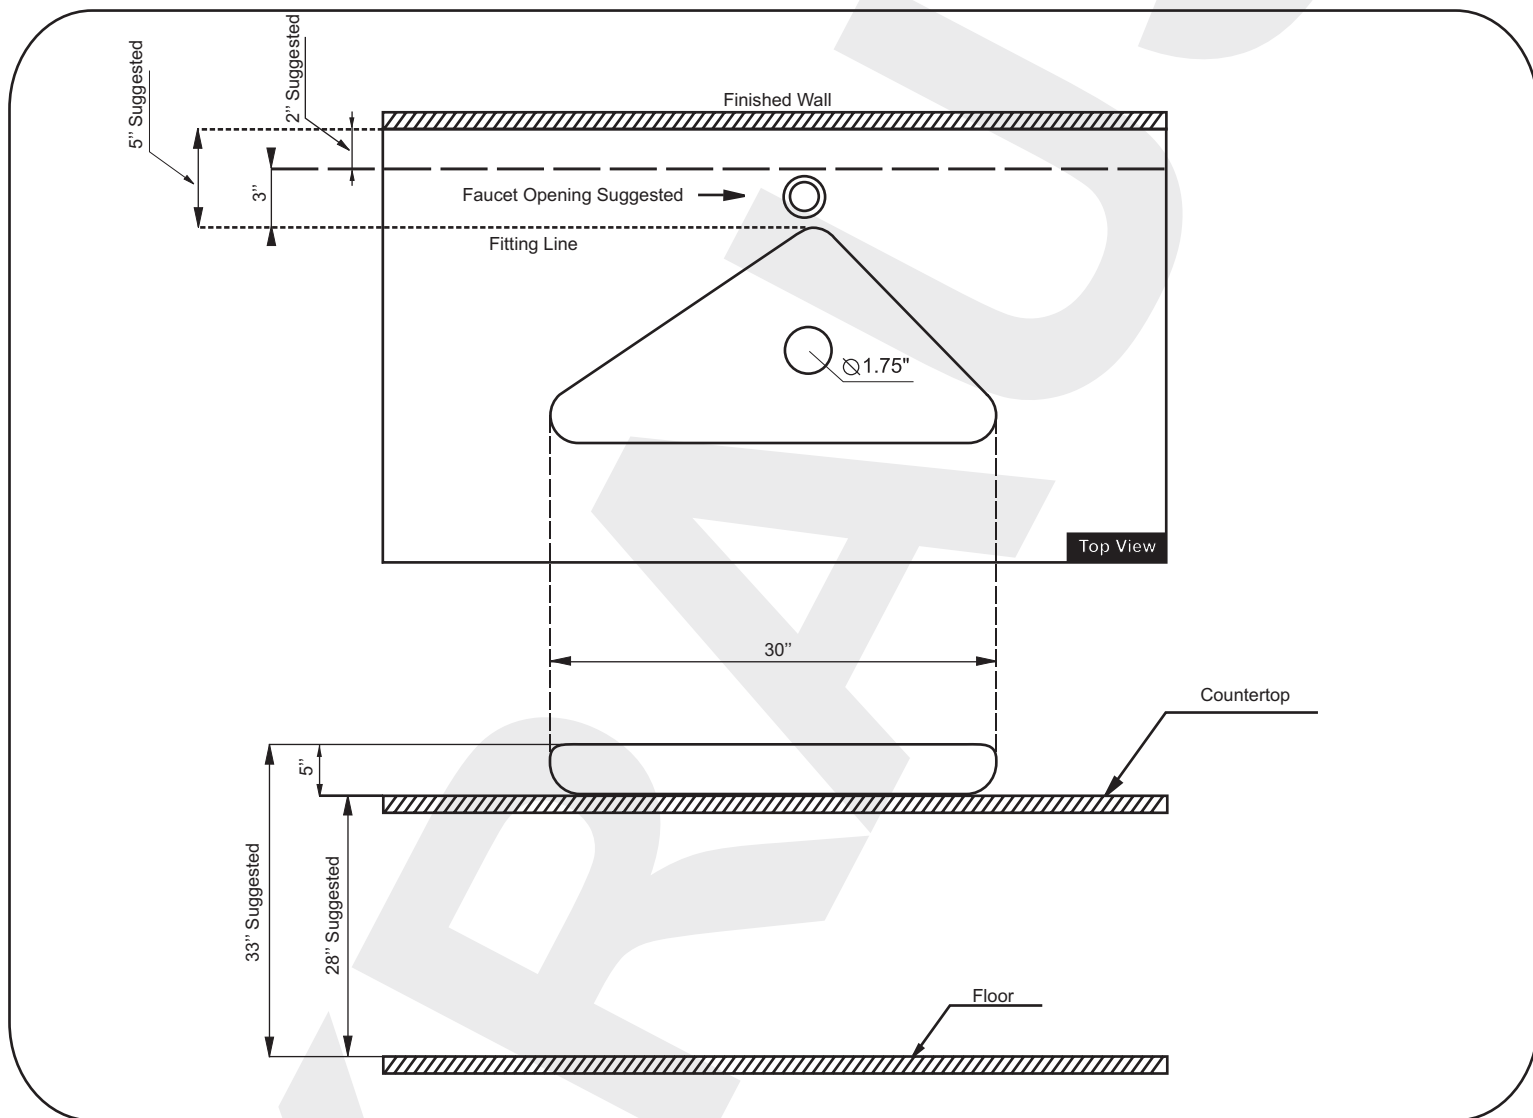 5'' Suggested
2'' Suggested
Finished Wall
3''
Faucet Opening Suggested
Fitting Line
∅1.75"
Top View
30''
Countertop
5''
33'' Suggested
28'' Suggested
Floor
KRAUS